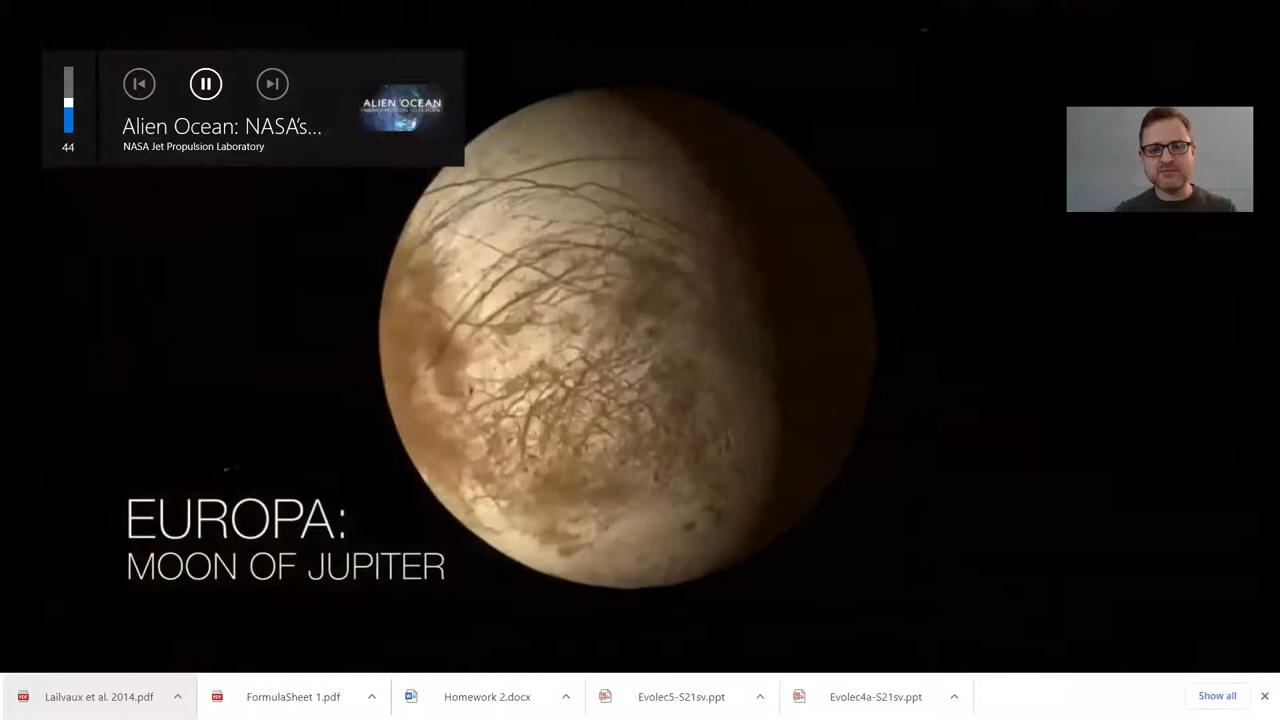 Alien Ocean: NASA's...
NASA Jet Propulsion Laboratory
44
ALIEN OCEAN
EUROPA:
MOON OF JUPITER
Lailvaux et al. 2014.pdf
FormulaSheet 1.pdf
Homework 2.docx
Evolec5-S21sv.ppt
Evolec4a-S21sv.ppt
Show all